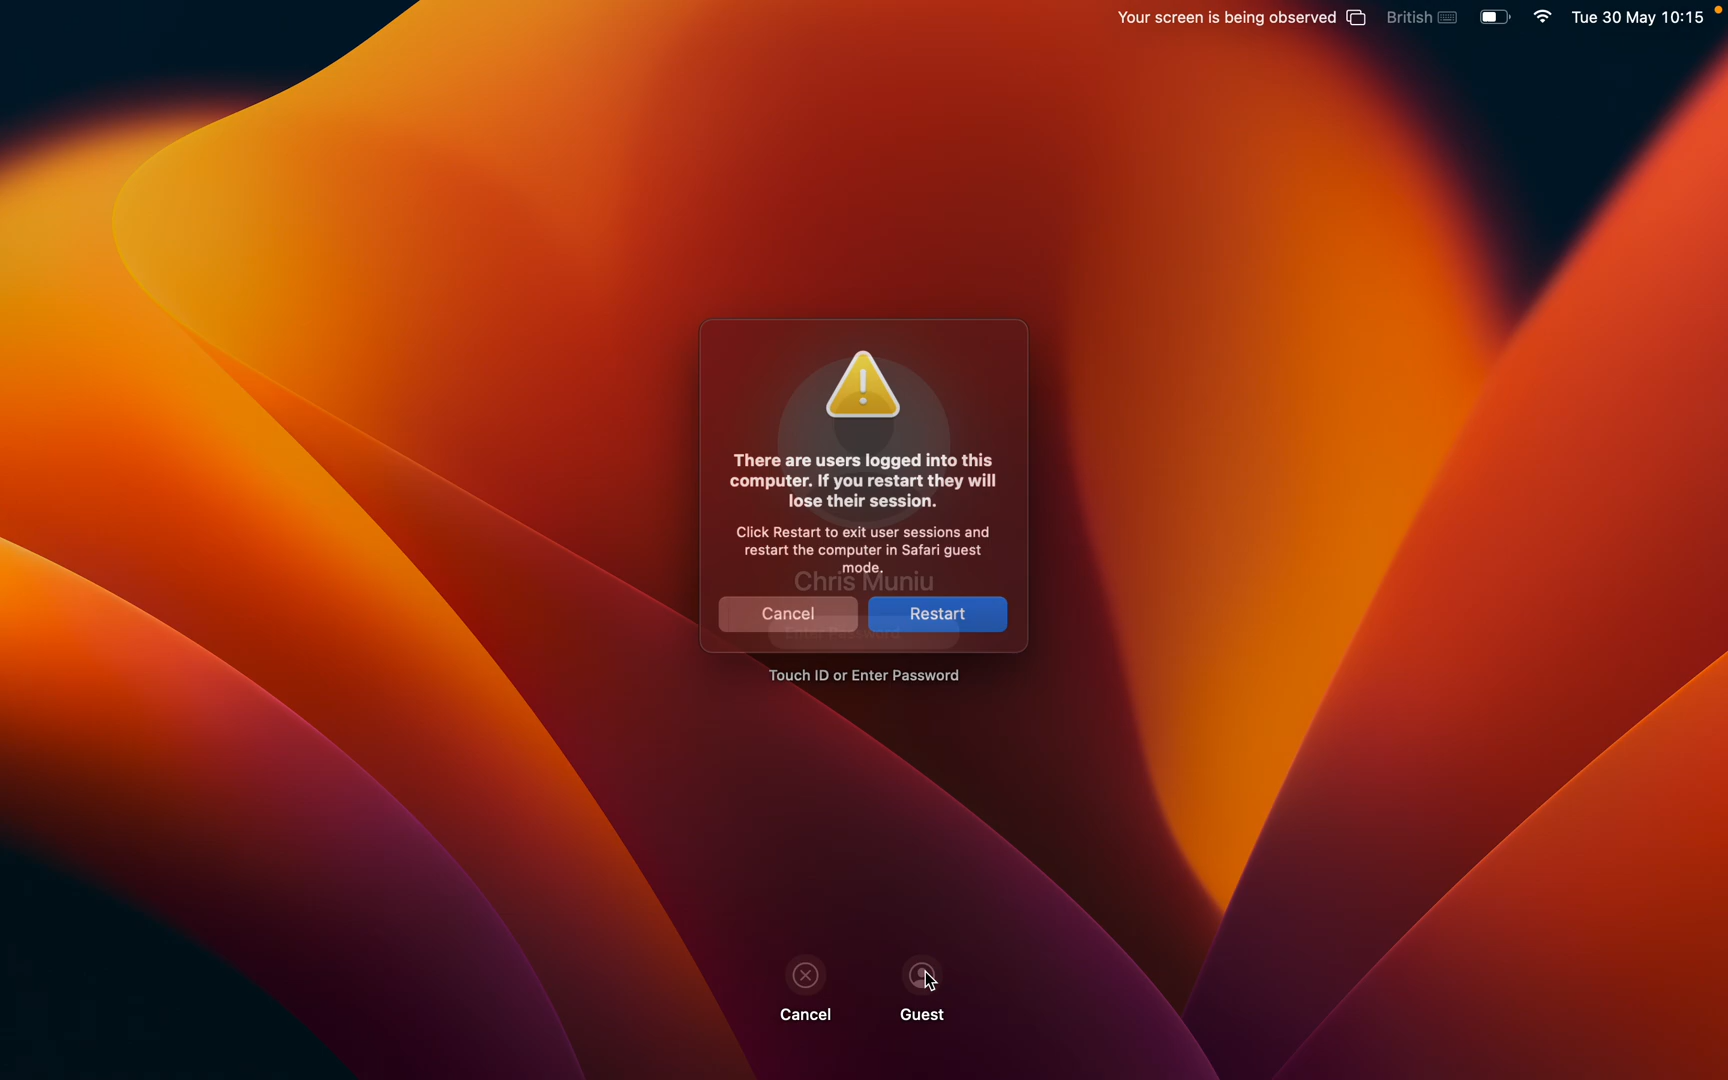 Your screen is being observed British Tue 30 May 10:15
There are users logged into this
computer. If you restart they will
lose their session.
Click Restart to exit user sessions and
restart the computer in Safari guest
mode.
Chris Muniu
Cancel Restart
Enter Password
Touch ID or Enter Password
Cancel Guest